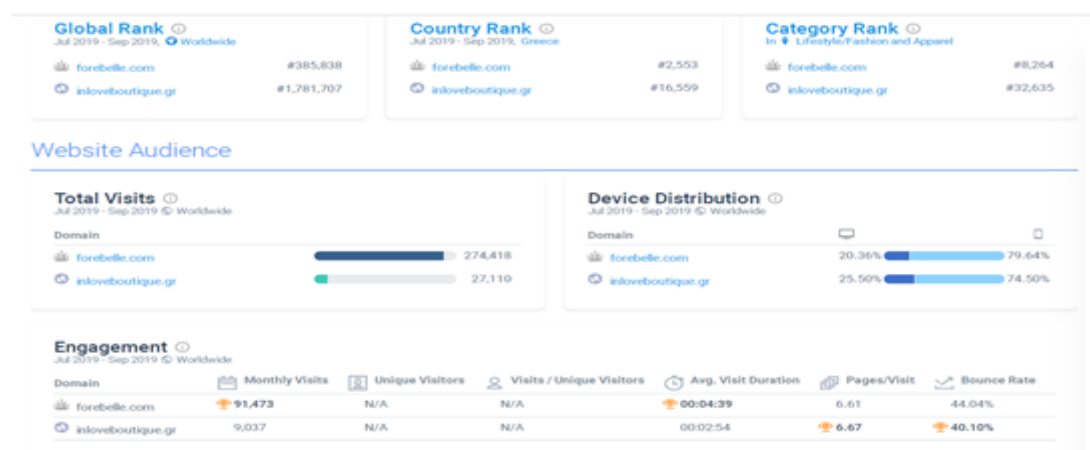 Global Rank
Jul 2019 - Sep 2019, Worldwide
forebelle.com #385,838
inloveboutique.gr #1,781,707
Country Rank
Jul 2019 - Sep 2019, Greece
forebelle.com #2,553
inloveboutique.gr #16,559
Category Rank
In Lifestyle/Fashion and Apparel
forebelle.com #8,264
inloveboutique.gr #32,635
Website Audience
Total Visits
Jul 2019 - Sep 2019 Worldwide
Domain
forebelle.com 274,418
inloveboutique.gr 27,110
Device Distribution
Jul 2019 - Sep 2019 Worldwide
Domain
forebelle.com 20.36% 79.64%
inloveboutique.gr 25.50% 74.50%
Engagement
Jul 2019 - Sep 2019 Worldwide
Domain Monthly Visits Unique Visitors Visits / Unique Visitors Avg. Visit Duration Pages/Visit Bounce Rate
forebelle.com 91,473 N/A N/A 00:04:39 6.61 44.04%
inloveboutique.gr 9,037 N/A N/A 00:02:54 6.67 40.10%